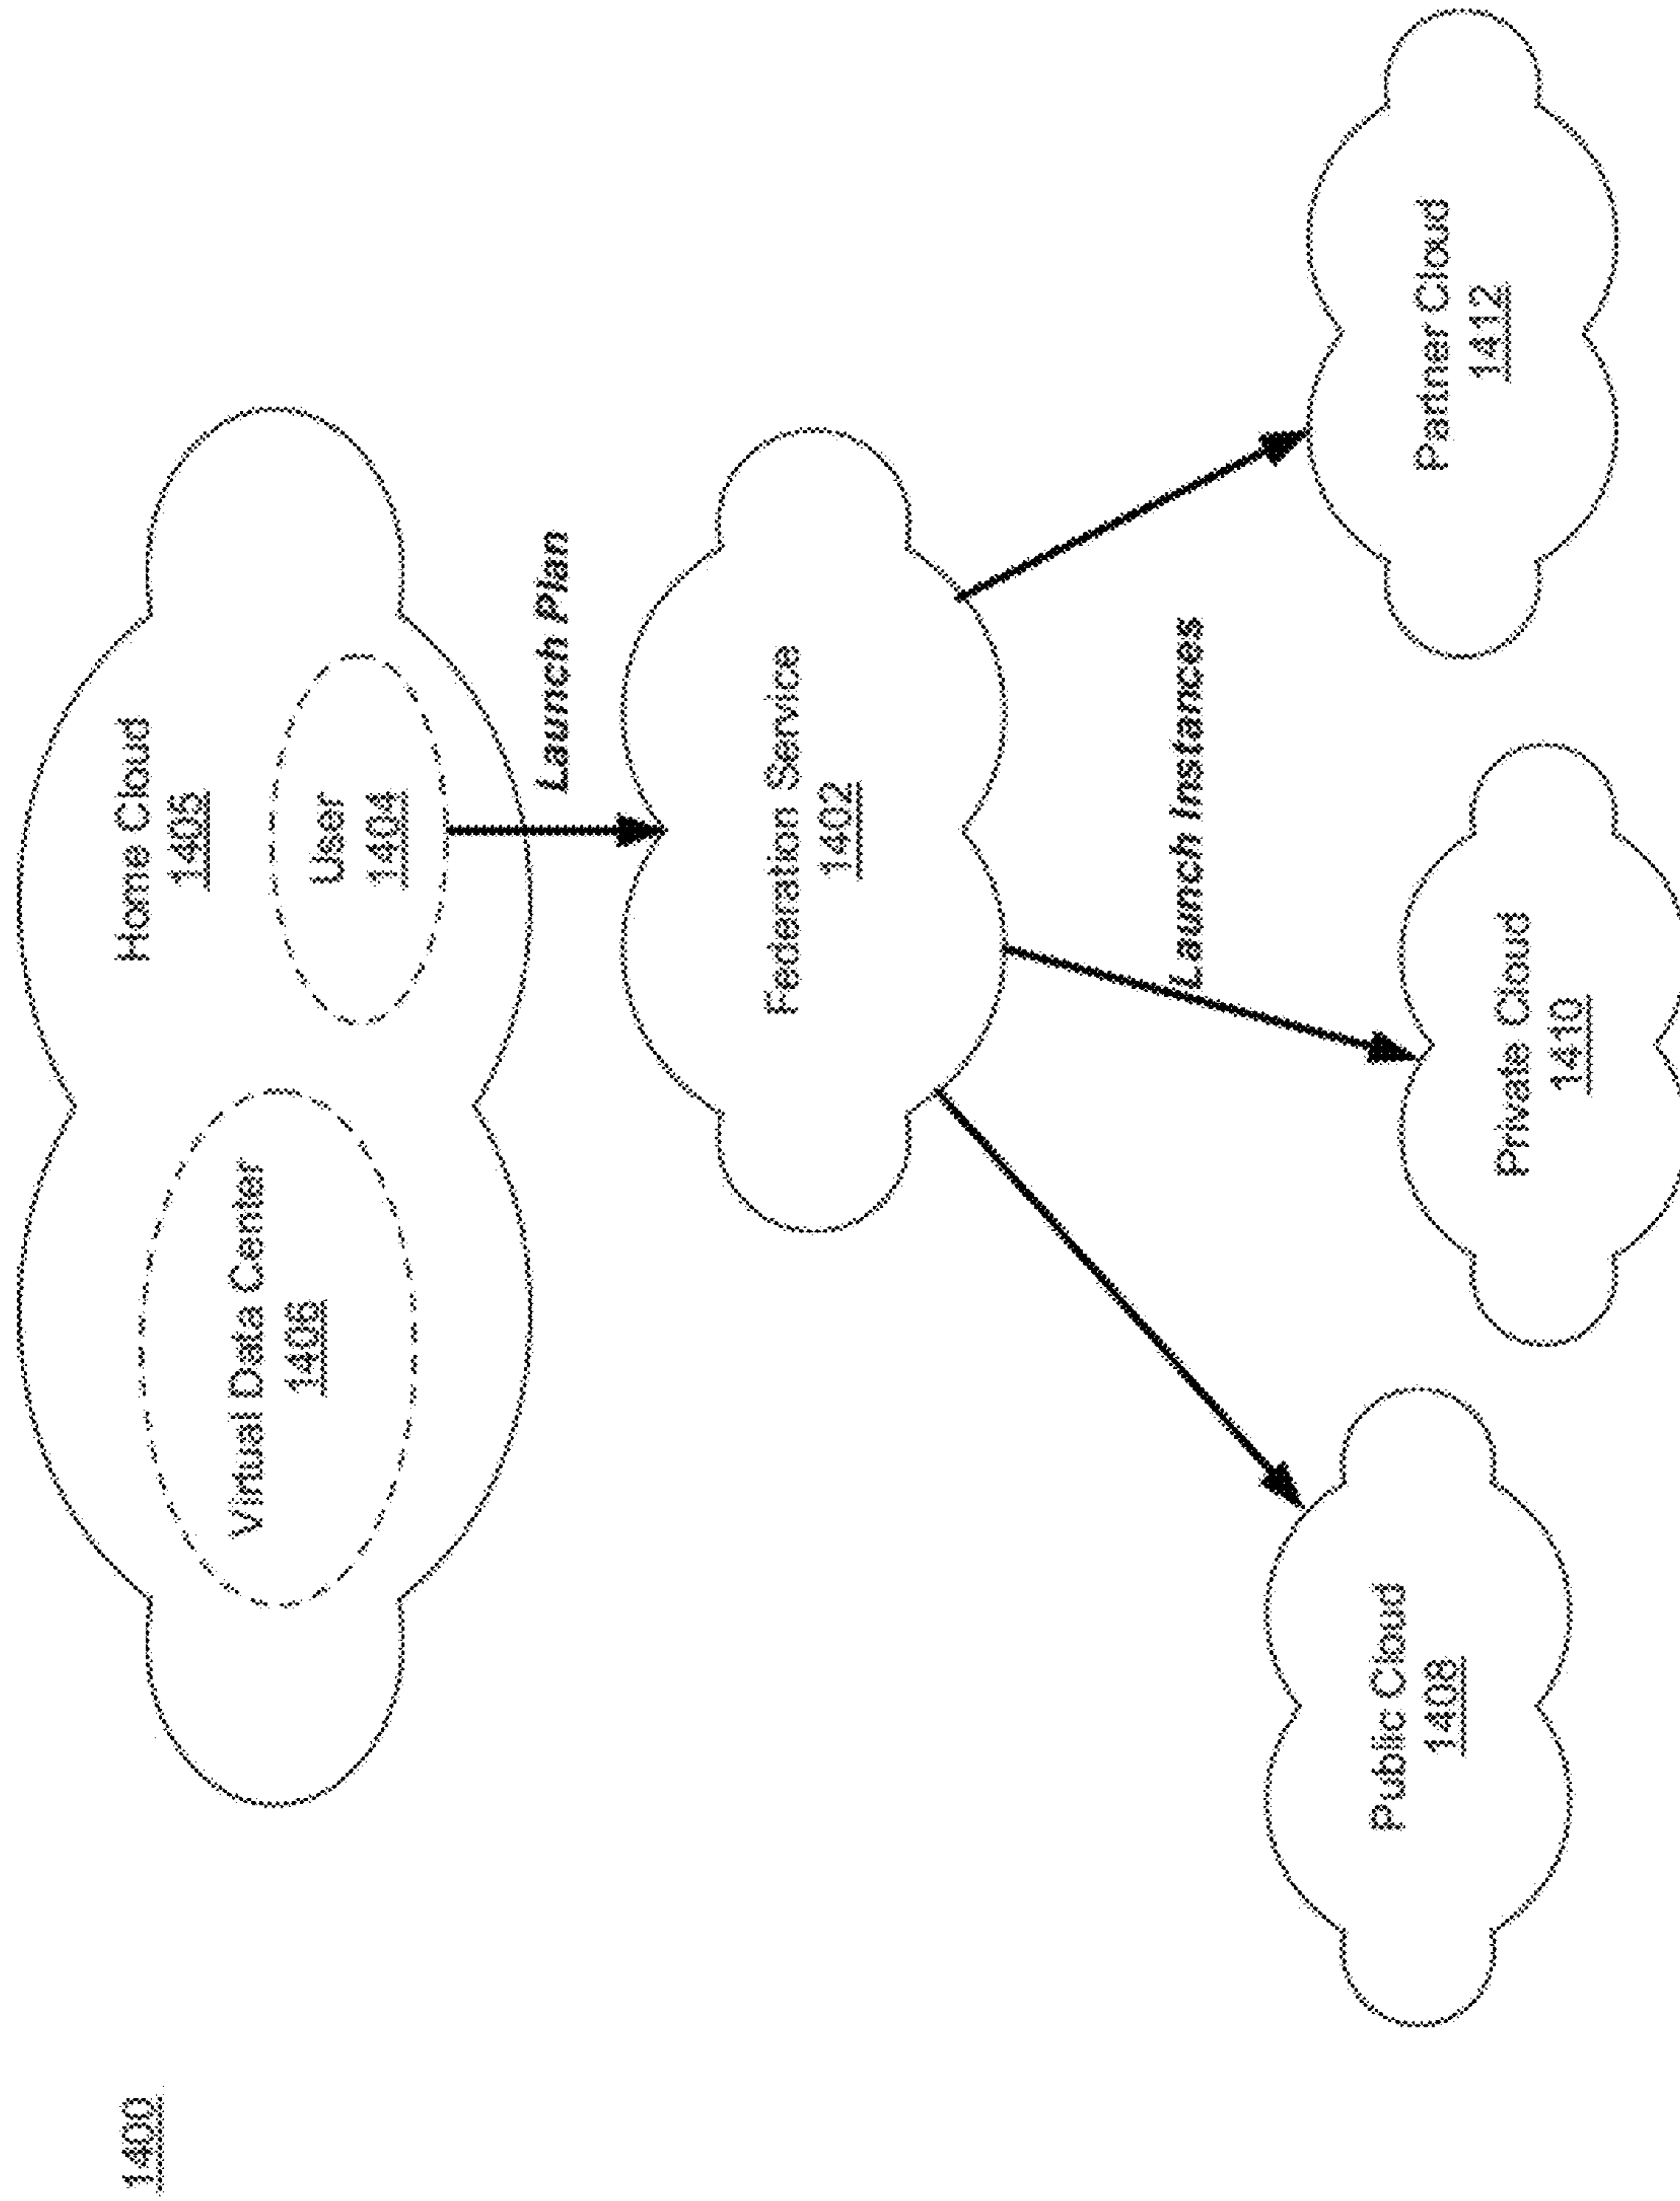 1400
Home Cloud
1405
Virtual Data Center
1406
User
1404
Launch Plan
Federation Service
1402
Launch Instances
Public Cloud
1408
Private Cloud
1410
Partner Cloud
1412